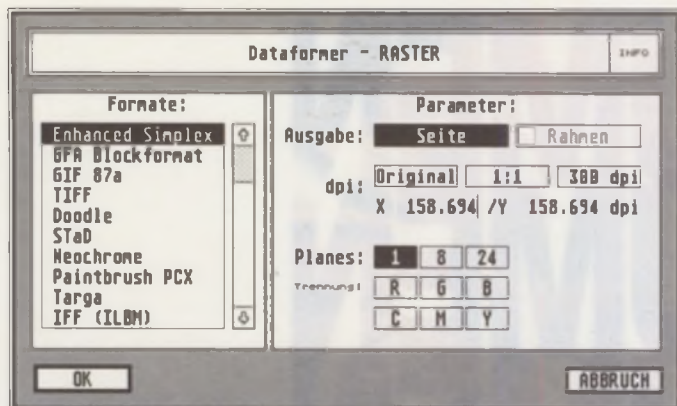 Dataformer - RASTER
INFO
Formate:
Enhanced Simplex
GFA Blockformat
GIF 87a
TIFF
Doodle
STaD
Neochrome
Paintbrush PCX
Targa
IFF (ILBM)
Parameter:
Ausgabe: Seite Rahmen
dpi: Original 1:1 300 dpi
X 158.694 /Y 158.694 dpi
Planes: 1 8 24
Trennung: R G B
C M Y
OK
ABBRUCH